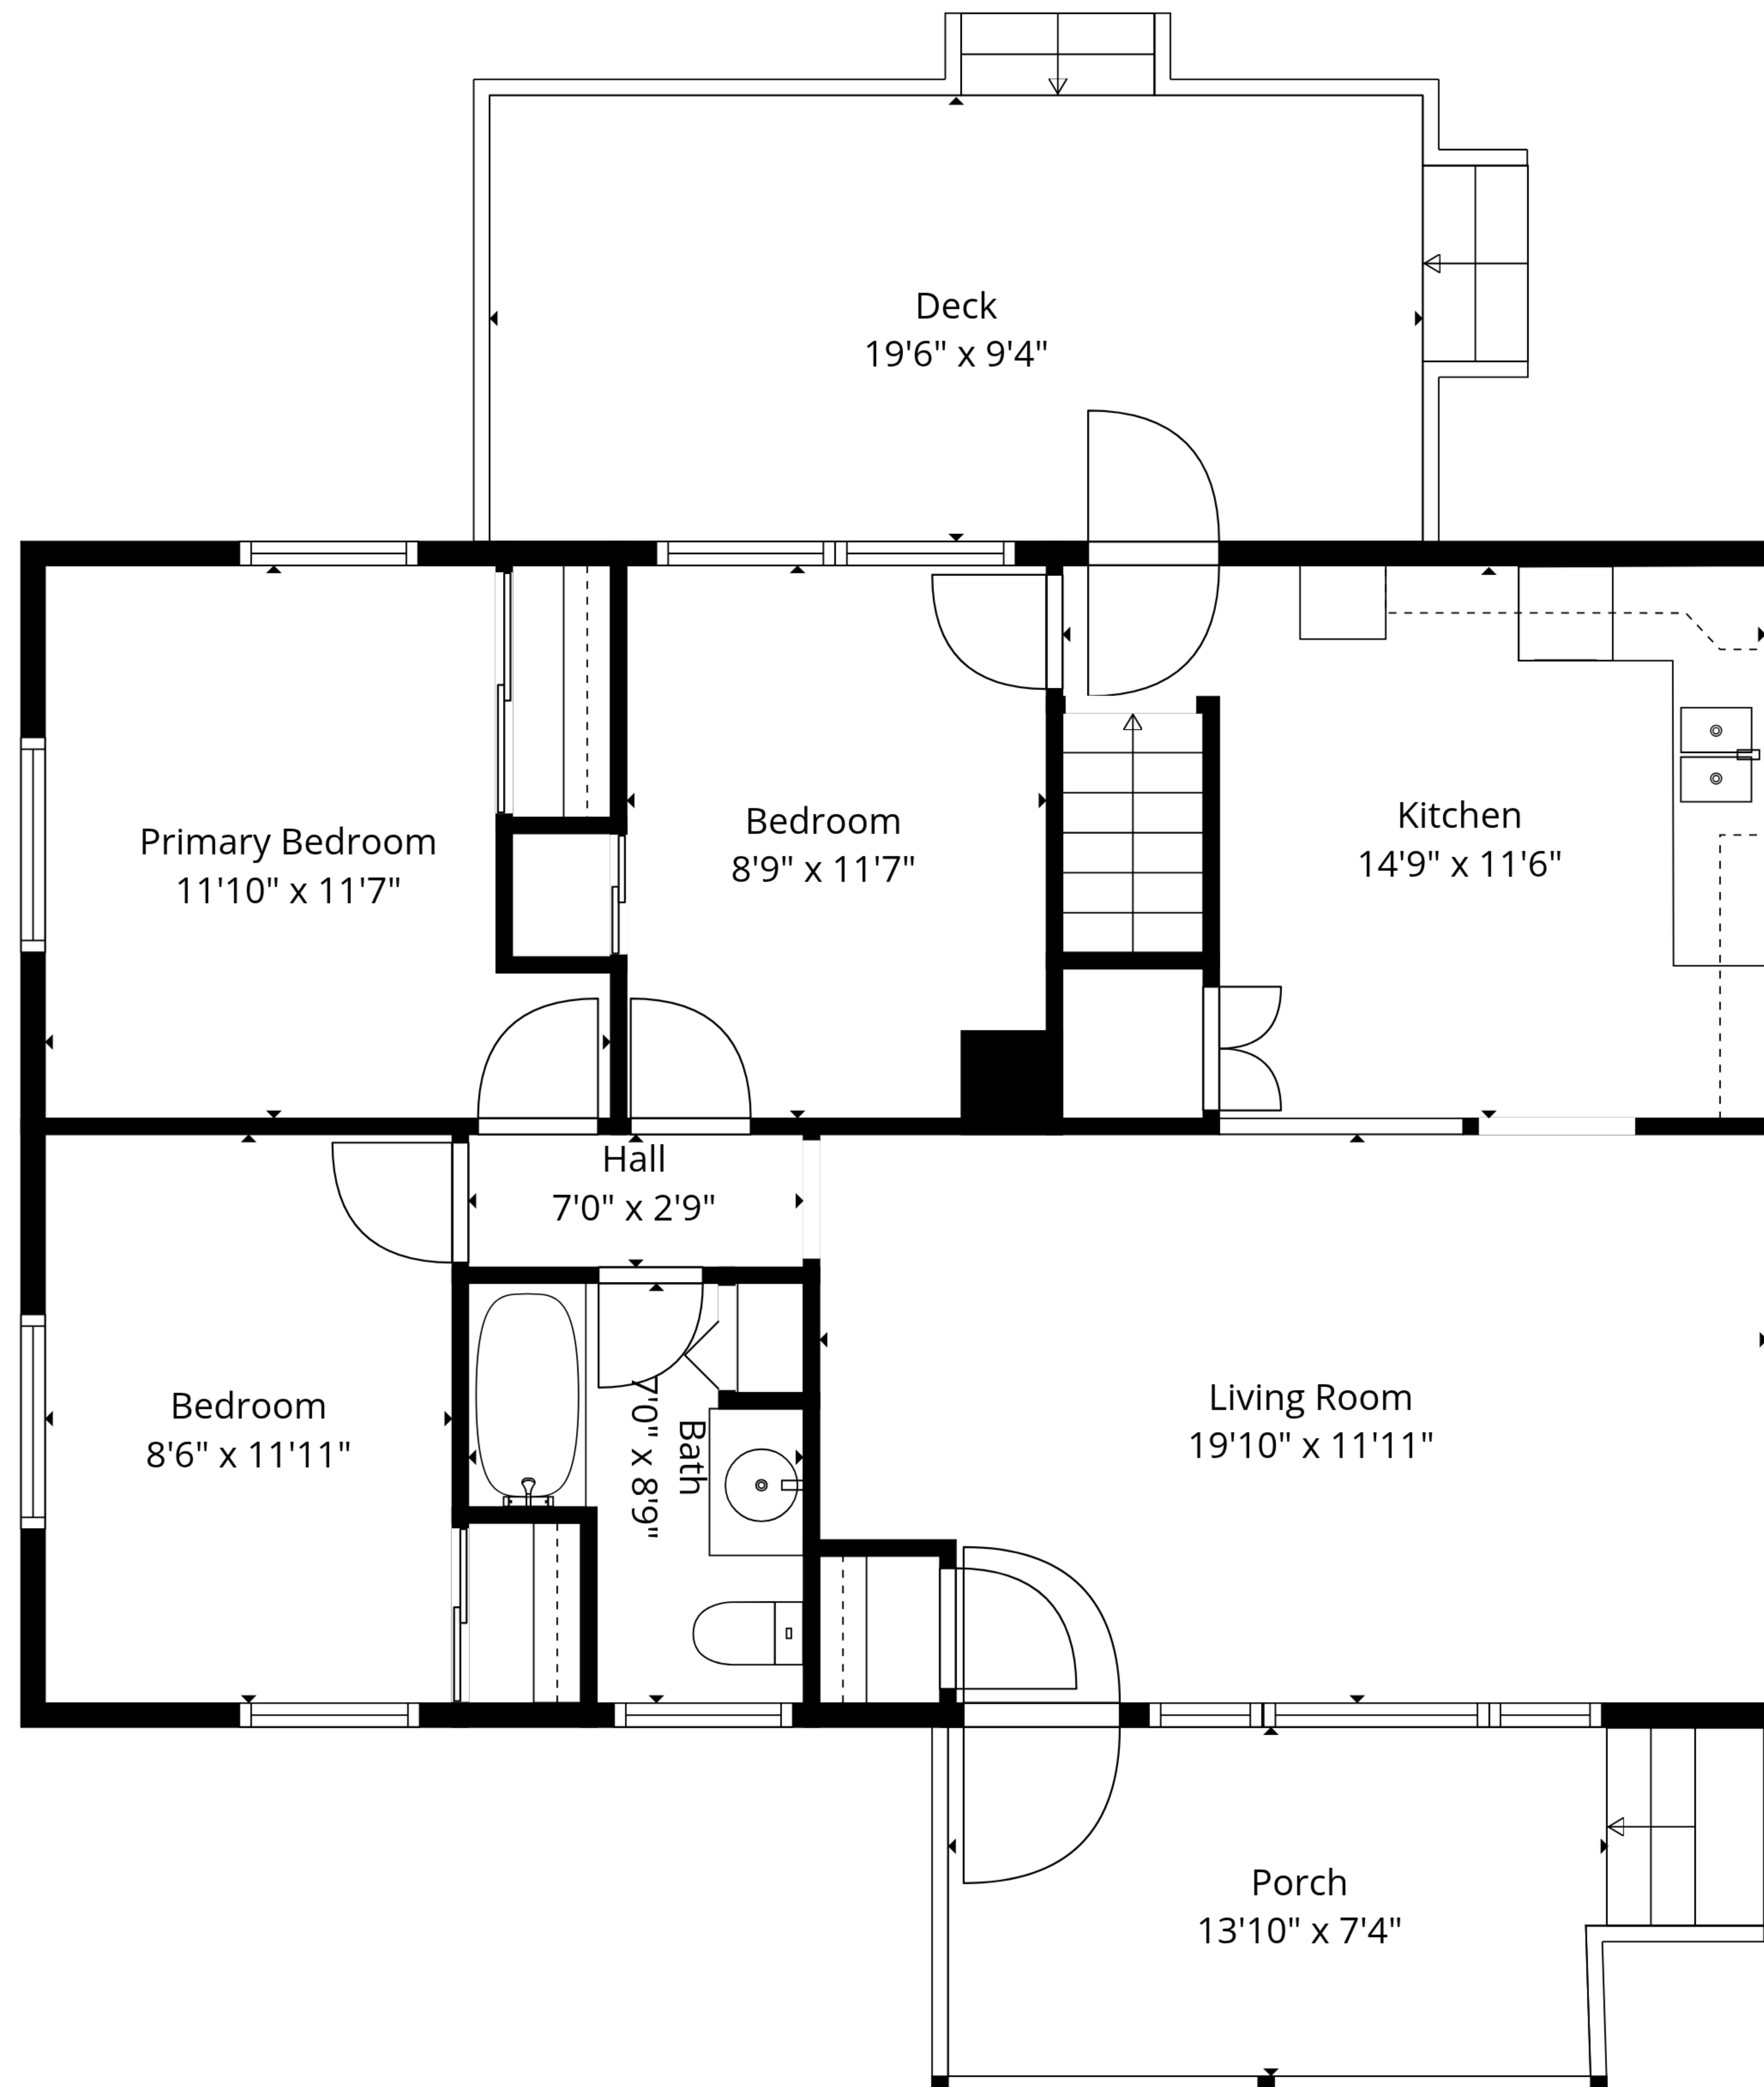 Deck
19'6" x 9'4"
Primary Bedroom
11'10" x 11'7"
Bedroom
8'9" x 11'7"
Kitchen
14'9" x 11'6"
Hall
7'0" x 2'9"
Bedroom
8'6" x 11'11"
Bath
7'0" x 8'9"
Living Room
19'10" x 11'11"
Porch
13'10" x 7'4"